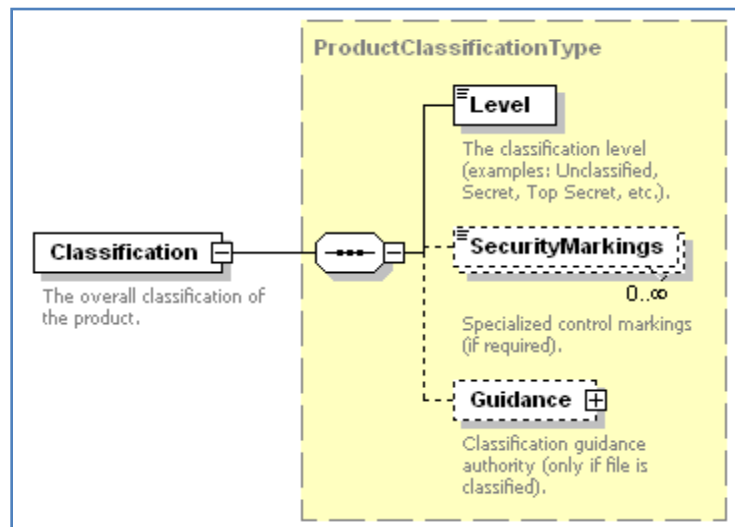 ProductClassificationType
Level
The classification level
(examples: Unclassified,
Secret, Top Secret, etc.).
Classification
The overall classification of
the product.
SecurityMarkings
0..∞
Specialized control markings
(if required).
Guidance
Classification guidance
authority (only if file is
classified).